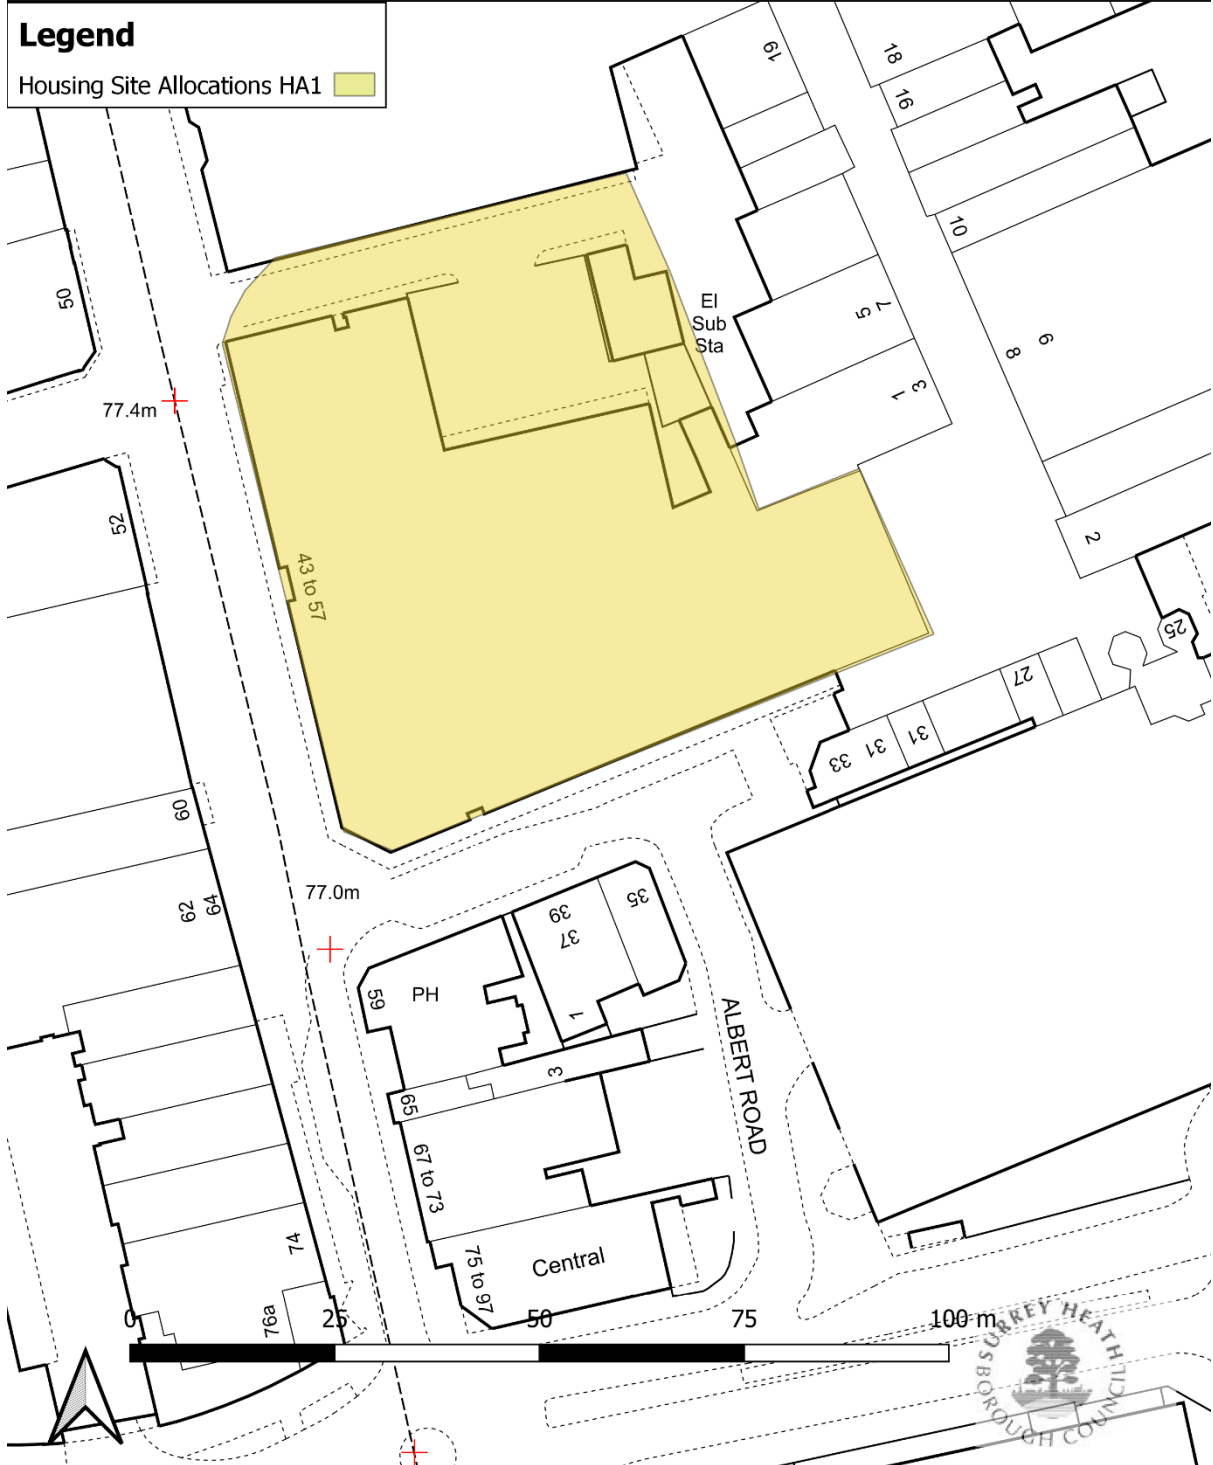 Legend
Housing Site Allocations HA1
19
18
16
10
50
El
Sub
Sta
7
5
6
8
3
1
77.4m
52
2
43 to 57
25
27
31
31
33
60
62
64
77.0m
35
39
37
1
59
PH
3
65
ALBERT ROAD
67 to 73
74
Central
75 to 97
76a
0 25 50 75 100 m
SURREY HEATH
BOROUGH COUNCIL